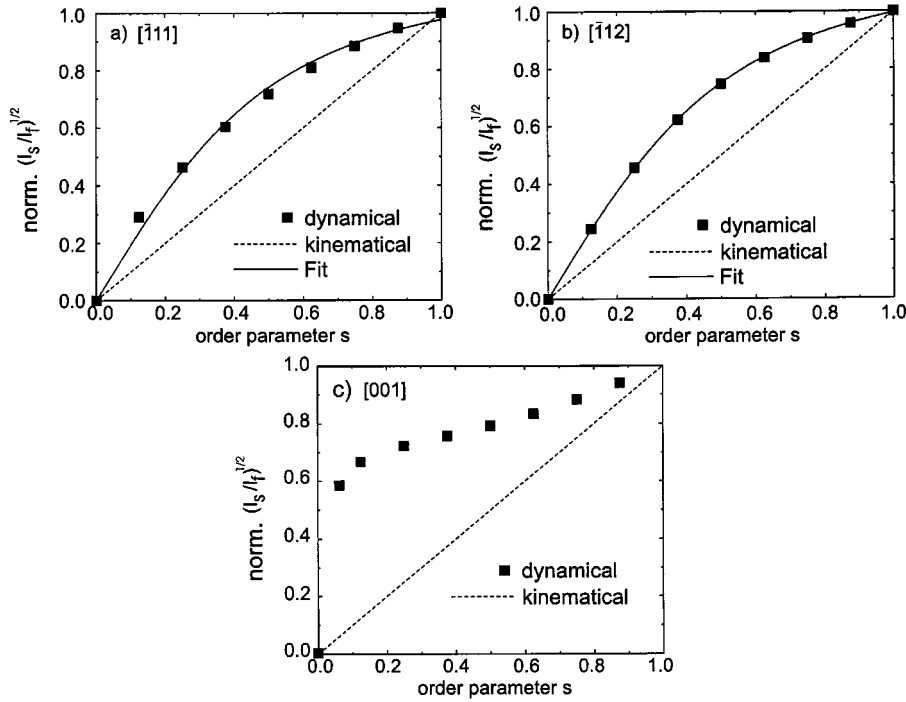 a) [1̄11]
norm. (I_s/I_f)^1/2
1.0
0.8
0.6
0.4
0.2
0.0
■ dynamical
----- kinematical
— Fit
0.0 0.2 0.4 0.6 0.8 1.0
order parameter s
b) [1̄12]
norm. (I_s/I_f)^1/2
1.0
0.8
0.6
0.4
0.2
0.0
■ dynamical
----- kinematical
— Fit
0.0 0.2 0.4 0.6 0.8 1.0
order parameter s
c) [001]
norm. (I_s/I_f)^1/2
1.0
0.8
0.6
0.4
0.2
0.0
■ dynamical
----- kinematical
0.0 0.2 0.4 0.6 0.8 1.0
order parameter s